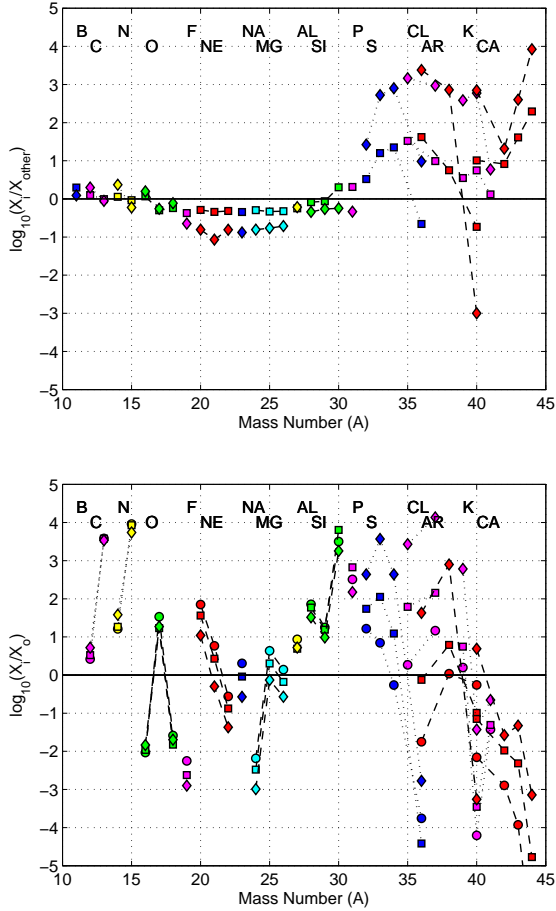 5
4
3
2
1
0
−1
−2
−3
−4
−5
log10(Xi/Xother)
B N F NA AL P CL K
C O NE MG SI S AR CA
10 15 20 25 30 35 40 45
Mass Number (A)
5
4
3
2
1
0
−1
−2
−3
−4
−5
log10(Xi/Xo)
B N F NA AL P CL K
C O NE MG SI S AR CA
10 15 20 25 30 35 40 45
Mass Number (A)